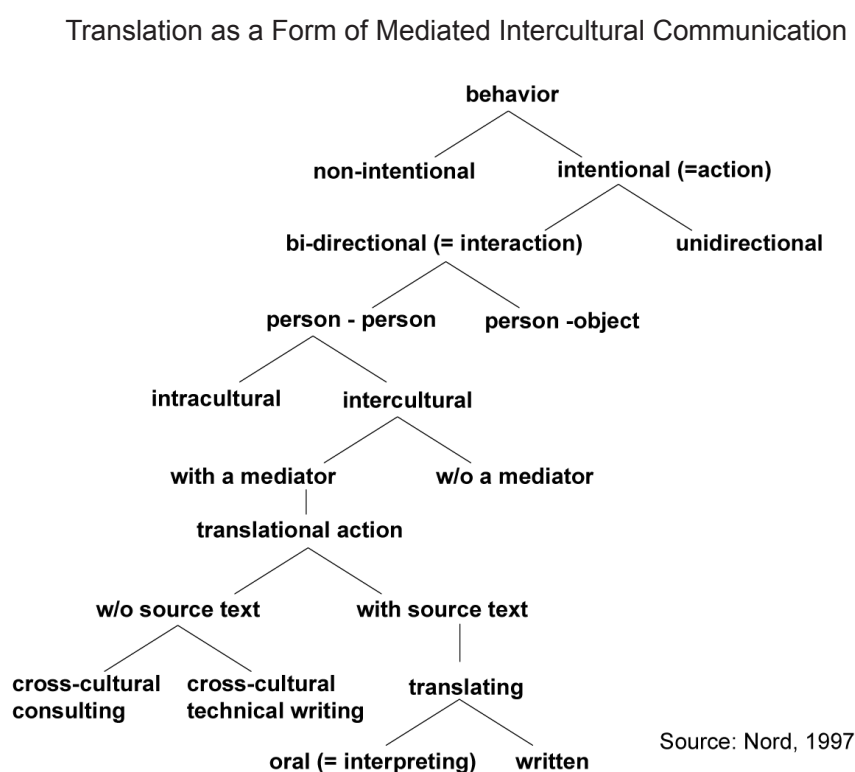 Translation as a Form of Mediated Intercultural Communication
behavior
non-intentional
intentional (=action)
bi-directional (= interaction)
unidirectional
person - person
person -object
intracultural
intercultural
with a mediator
w/o a mediator
translational action
w/o source text
with source text
cross-cultural
consulting
cross-cultural
technical writing
translating
oral (= interpreting)
written
Source: Nord, 1997